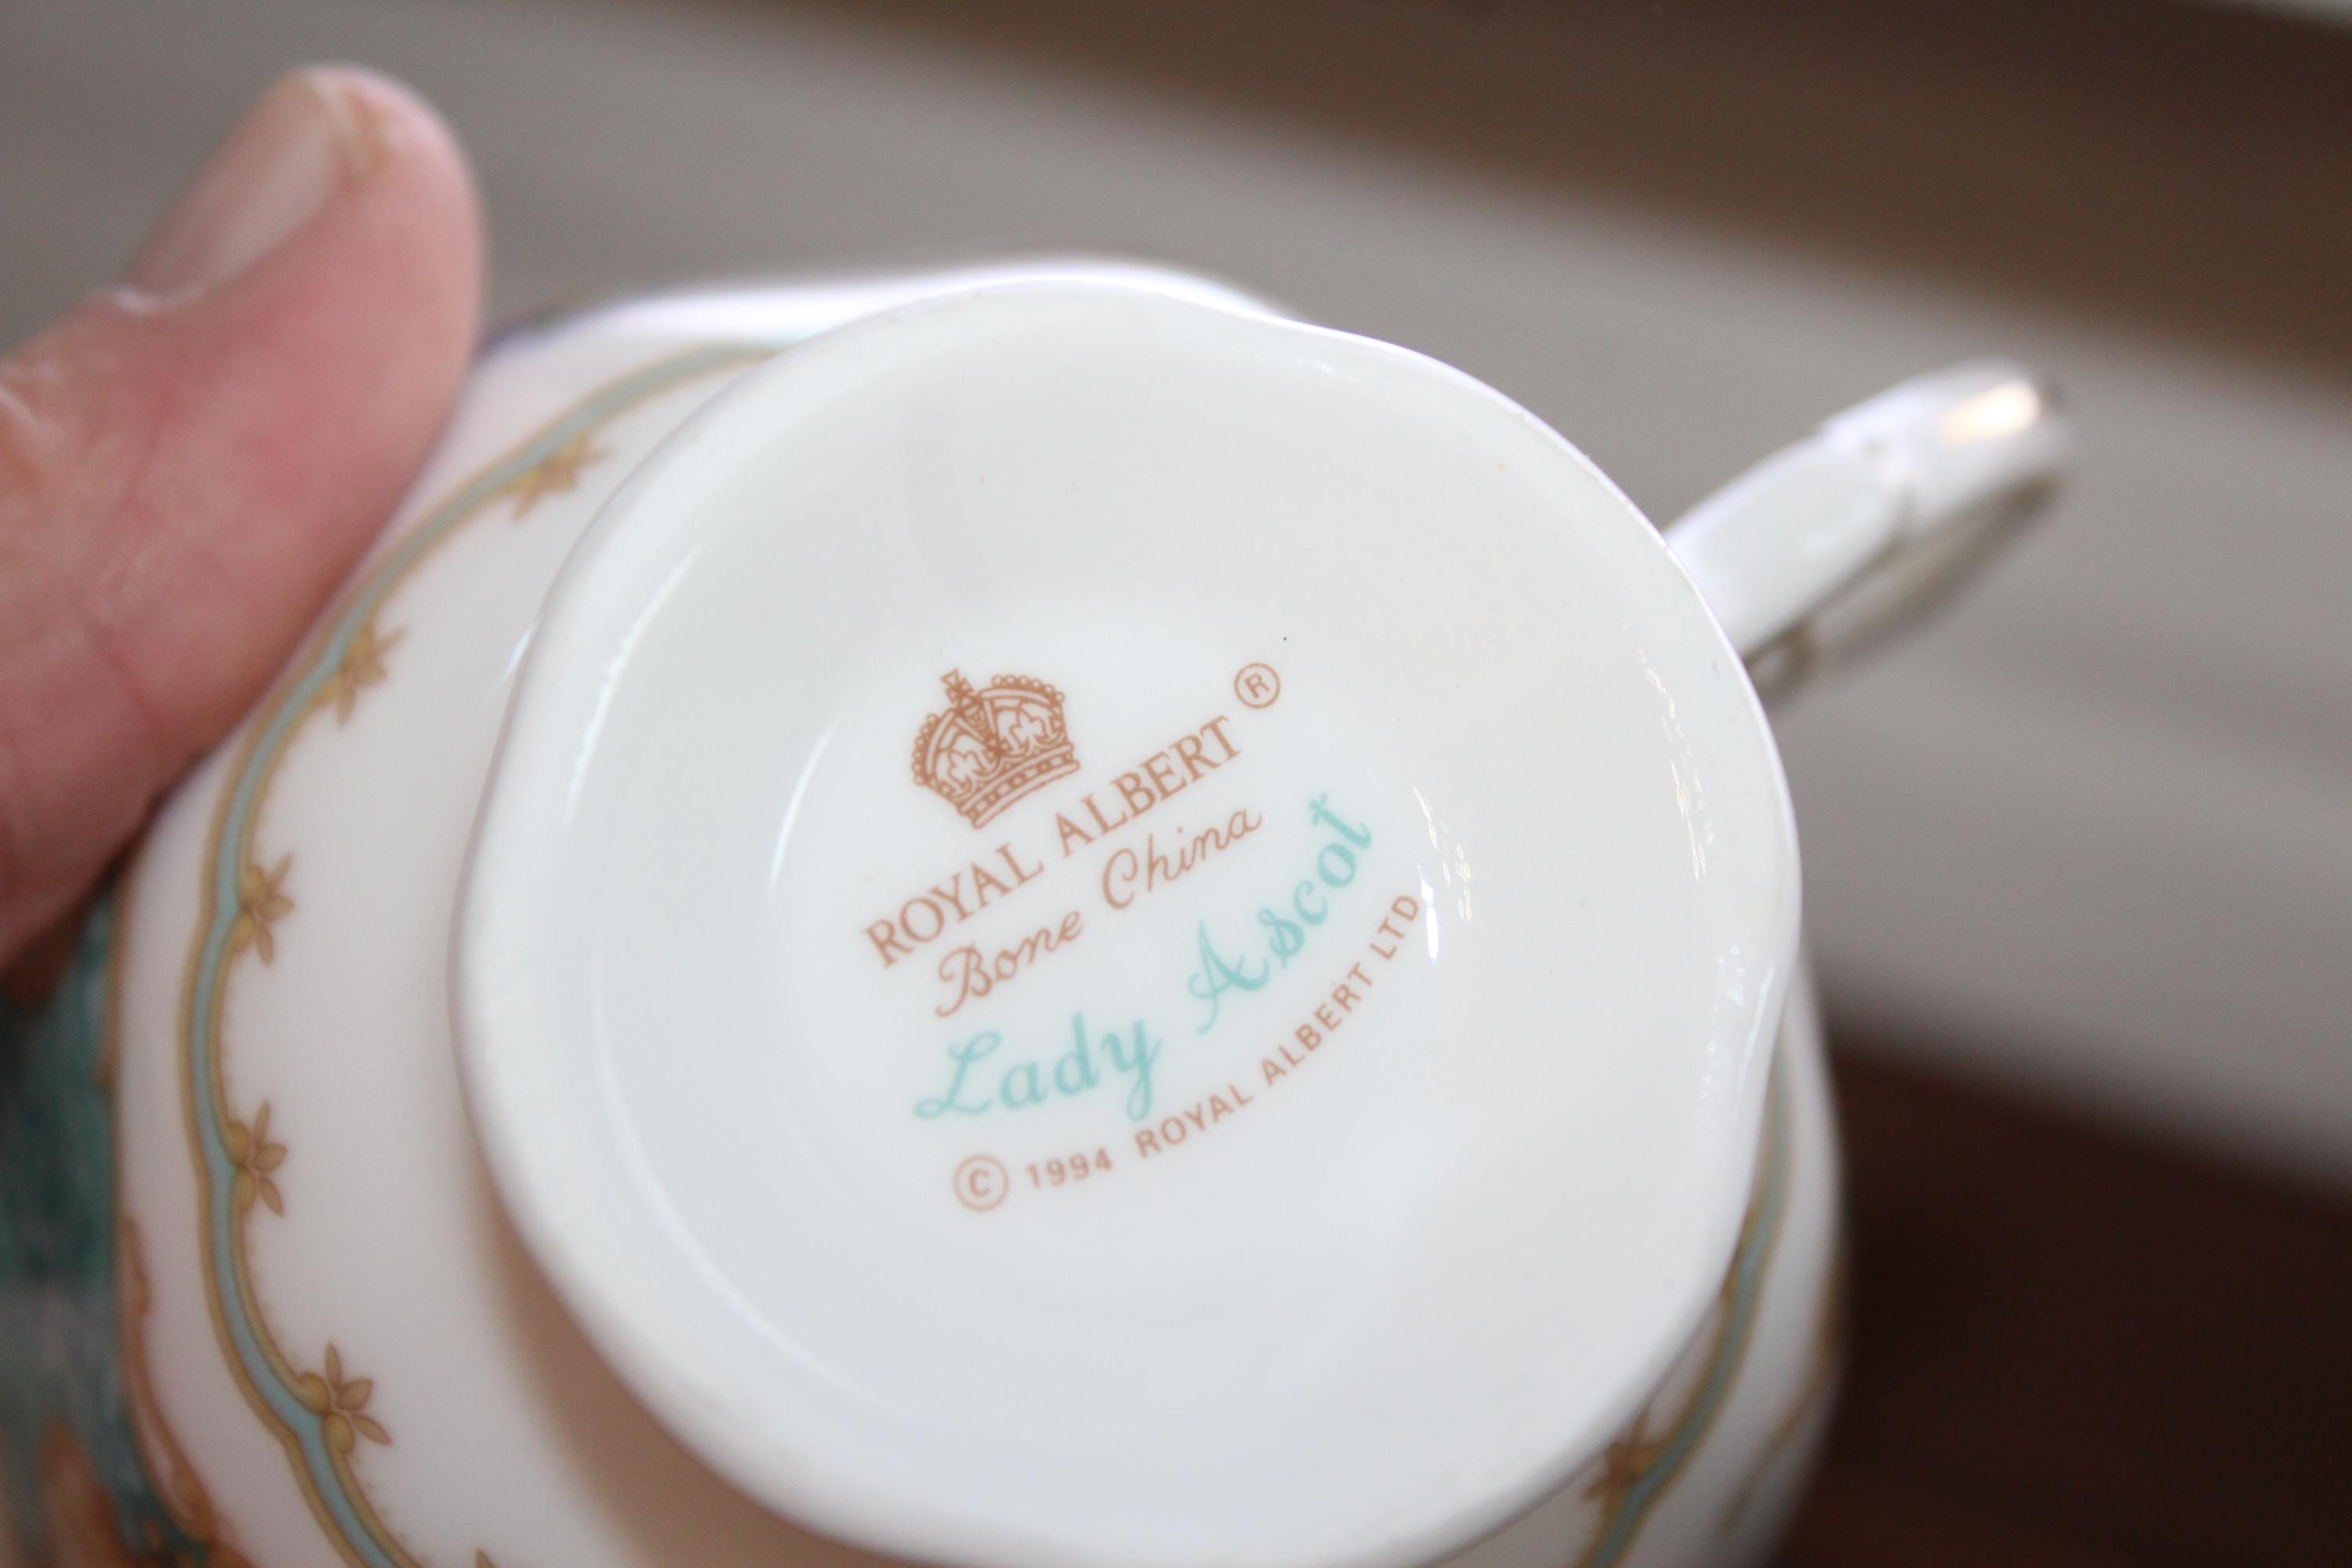 ROYAL ALBERT ®
Bone China
Lady Ascot
© 1994 ROYAL ALBERT LTD